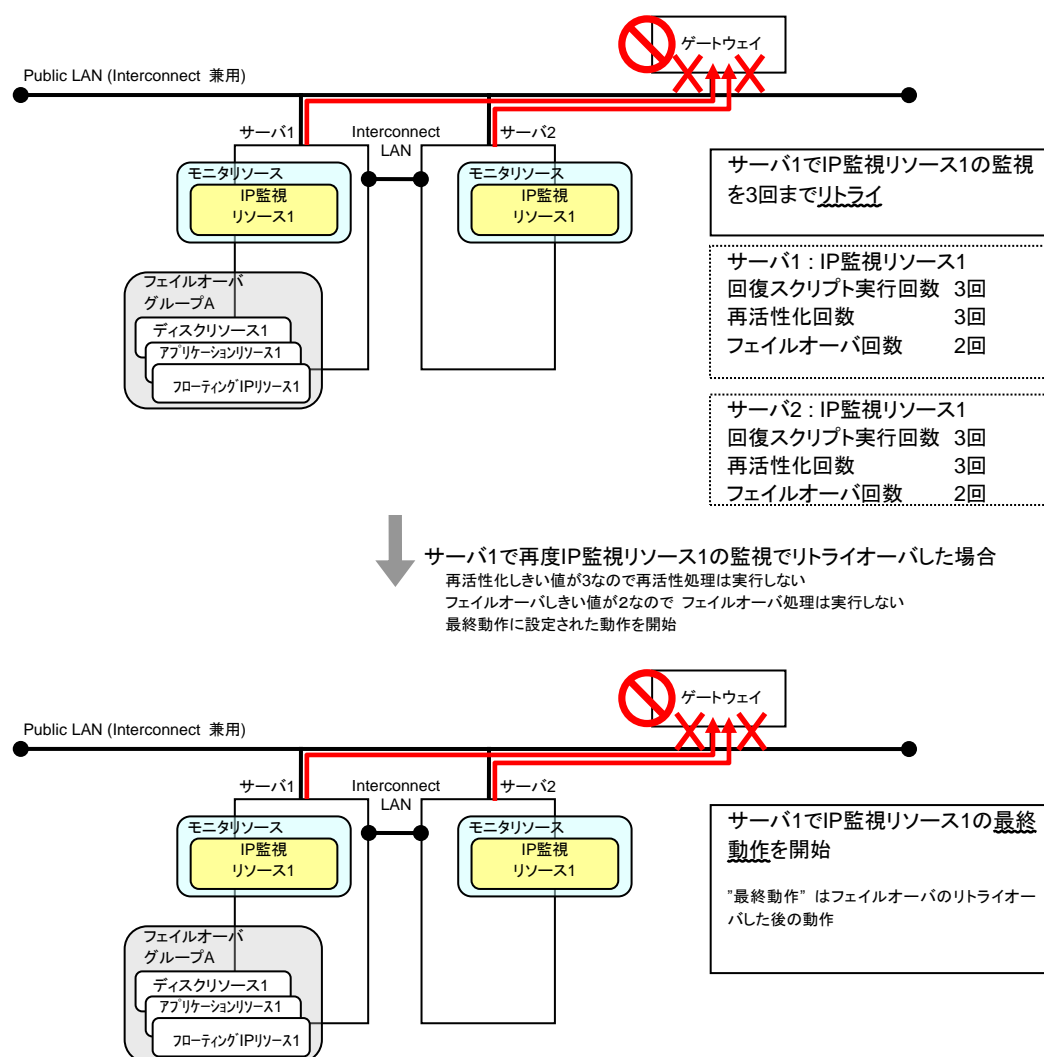 ゲートウェイ
Public LAN (Interconnect 兼用)
サーバ1
Interconnect
LAN
サーバ2
モニタリソース
IP監視
リソース1
モニタリソース
IP監視
リソース1
フェイルオーバ
グループA
ディスクリソース1
アプリケーションリソース1
フローティングIPリソース1
サーバ1でIP監視リソース1の監視
を3回までリトライ
サーバ1 : IP監視リソース1
回復スクリプト実行回数 3回
再活性化回数 3回
フェイルオーバ回数 2回
サーバ2 : IP監視リソース1
回復スクリプト実行回数 3回
再活性化回数 3回
フェイルオーバ回数 2回
サーバ1で再度IP監視リソース1の監視でリトライオーバした場合
再活性化しきい値が3なので再活性処理は実行しない
フェイルオーバしきい値が2なので フェイルオーバ処理は実行しない
最終動作に設定された動作を開始
ゲートウェイ
Public LAN (Interconnect 兼用)
サーバ1
Interconnect
LAN
サーバ2
モニタリソース
IP監視
リソース1
モニタリソース
IP監視
リソース1
フェイルオーバ
グループA
ディスクリソース1
アプリケーションリソース1
フローティングIPリソース1
サーバ1でIP監視リソース1の最終
動作を開始
"最終動作" はフェイルオーバのリトライオー
バした後の動作